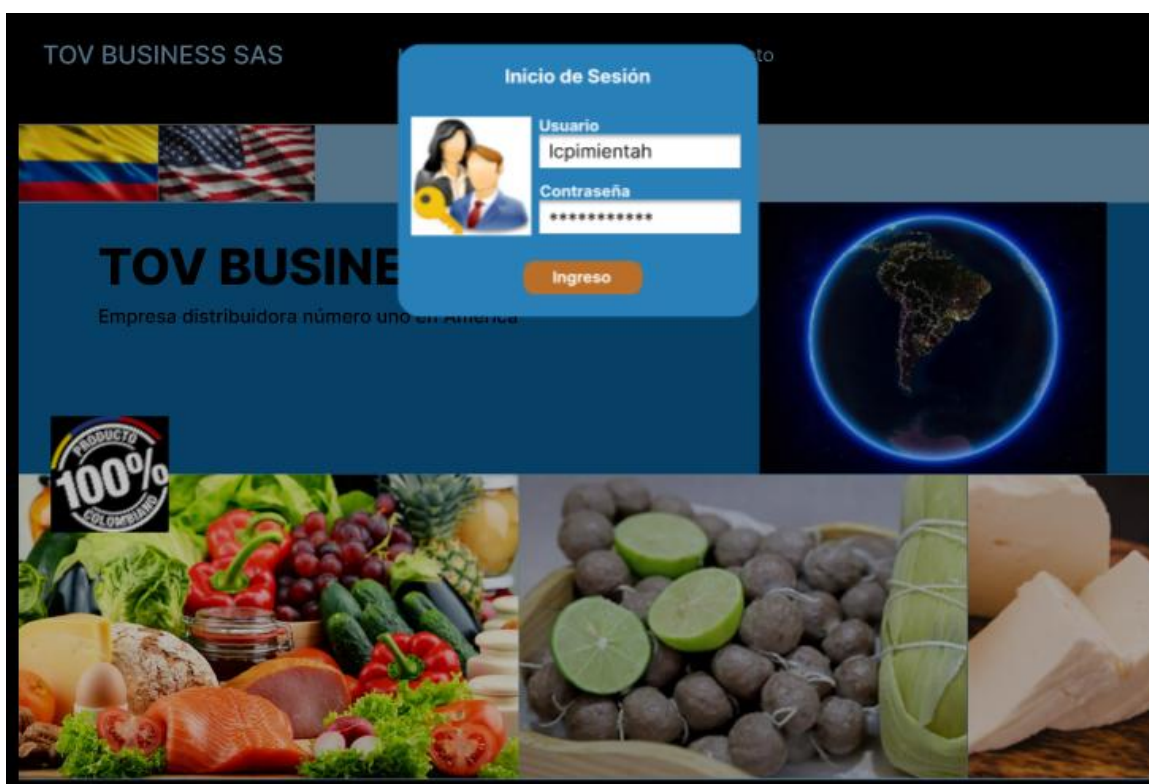 TOV BUSINESS SAS
Inicio de Sesión
Usuario
lcpimientah
Contraseña
***********
Ingreso
TOV BUSINE
Empresa distribuidora número uno en América
PRODUCTO
100%
COLOMBIANO